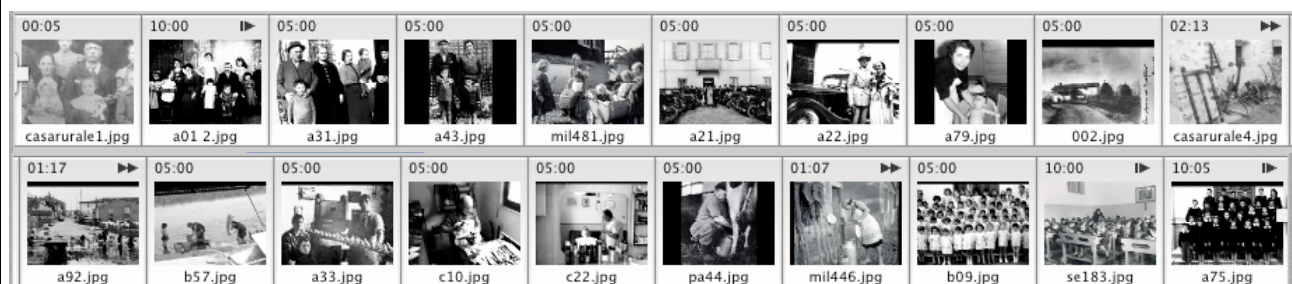 00:05 10:00 05:00 05:00 05:00 05:00 05:00 05:00 05:00 02:13
casarurale1.jpg a01 2.jpg a31.jpg a43.jpg mil481.jpg a21.jpg a22.jpg a79.jpg 002.jpg casarurale4.jpg
01:17 05:00 05:00 05:00 05:00 05:00 01:07 05:00 10:00 10:05
a92.jpg b57.jpg a33.jpg c10.jpg c22.jpg pa44.jpg mil446.jpg b09.jpg se183.jpg a75.jpg